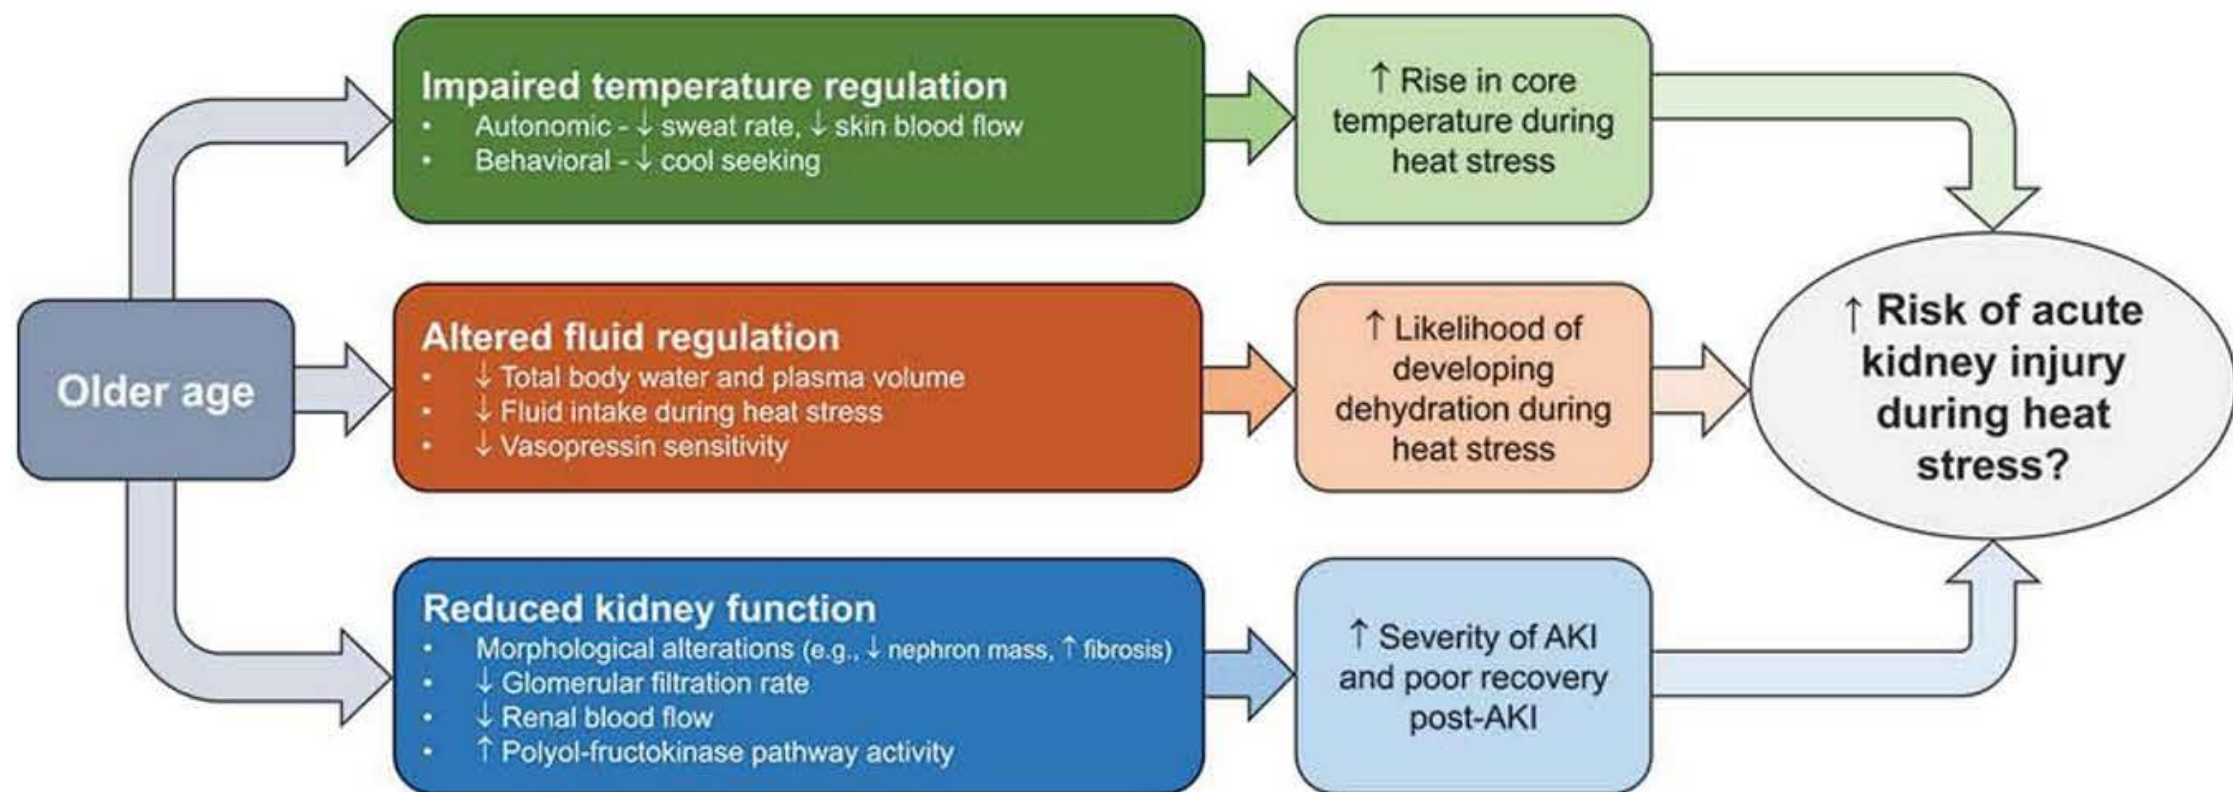 Older age
Impaired temperature regulation
• Autonomic - ↓ sweat rate, ↓ skin blood flow
• Behavioral - ↓ cool seeking
↑ Rise in core
temperature during
heat stress
Altered fluid regulation
• ↓ Total body water and plasma volume
• ↓ Fluid intake during heat stress
• ↓ Vasopressin sensitivity
↑ Likelihood of
developing
dehydration during
heat stress
Reduced kidney function
• Morphological alterations (e.g., ↓ nephron mass, ↑ fibrosis)
• ↓ Glomerular filtration rate
• ↓ Renal blood flow
• ↑ Polyol-fructokinase pathway activity
↑ Severity of AKI
and poor recovery
post-AKI
↑ Risk of acute
kidney injury
during heat
stress?